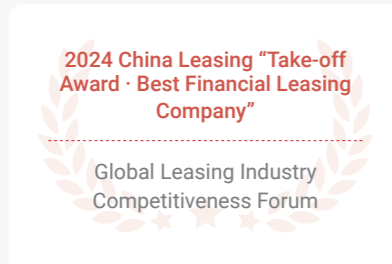 2024 China Leasing “Take-off
Award · Best Financial Leasing
Company”
Global Leasing Industry
Competitiveness Forum